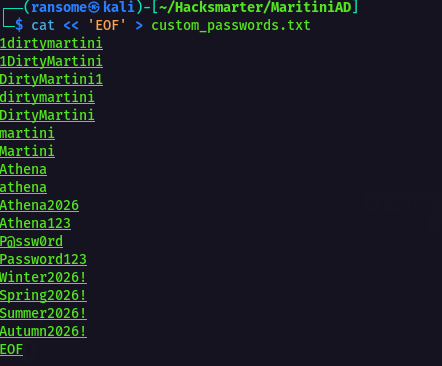 ┌──(ransome㉿kali)-[~/Hacksmarter/MaritiniAD]
└─$ cat << 'EOF' > custom_passwords.txt
1dirtymartini
1DirtyMartini
DirtyMartini1
dirtymartini
DirtyMartini
martini
Martini
Athena
athena
Athena2026
Athena123
P@ssw0rd
Password123
Winter2026!
Spring2026!
Summer2026!
Autumn2026!
EOF